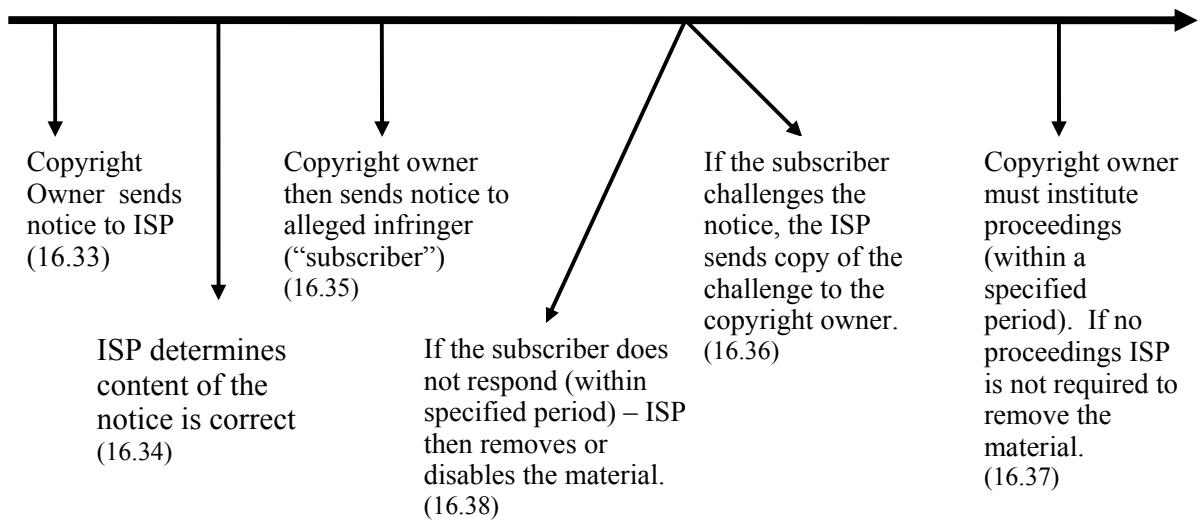 Copyright
Owner  sends
notice to ISP
(16.33)
ISP determines
content of the
notice is correct
(16.34)
Copyright owner
then sends notice to
alleged infringer
(“subscriber”)
(16.35)
If the subscriber does
not respond (within
specified period) – ISP
then removes or
disables the material.
(16.38)
If the subscriber
challenges the
notice, the ISP
sends copy of the
challenge to the
copyright owner.
(16.36)
Copyright owner
must institute
proceedings
(within a
specified
period).  If no
proceedings ISP
is not required to
remove the
material.
(16.37)